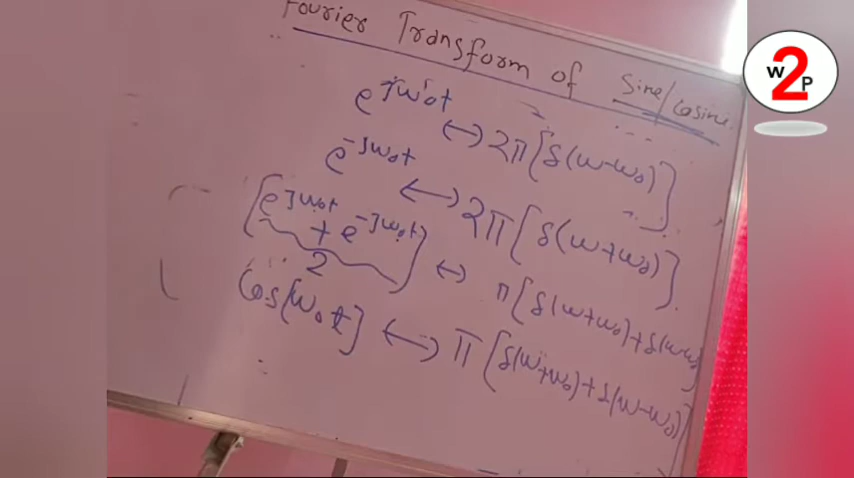 Fourier Transform of Sine/Cosine.
e^jω₀t ↔ 2π[δ(ω-ω₀)]
e^-jω₀t ↔ 2π[δ(ω+ω₀)]
[e^jω₀t + e^-jω₀t / 2] ↔ π[δ(ω+ω₀)+δ(ω-ω₀)]
Cos[ω₀t] ↔ π[δ(ω+ω₀)+δ(ω-ω₀)]
W2P